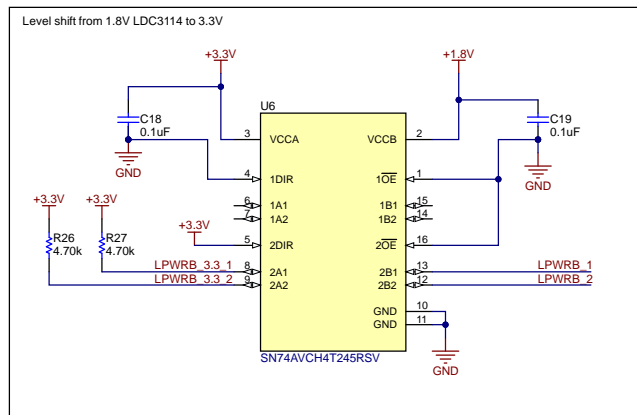 Level shift from 1.8V LDC3114 to 3.3V
+3.3V
+1.8V
U6
C18
0.1uF
C19
0.1uF
3
VCCA
VCCB
2
GND
GND
4
1DIR
1OE
1
6
1A1
1B1
15
7
1A2
1B2
14
+3.3V
+3.3V
+3.3V
R26
4.70k
R27
4.70k
5
2DIR
2OE
16
LPWRB_3.3_1
8
2A1
2B1
13
LPWRB_1
LPWRB_3.3_2
9
2A2
2B2
12
LPWRB_2
GND
10
GND
11
SN74AVCH4T245RSV
GND